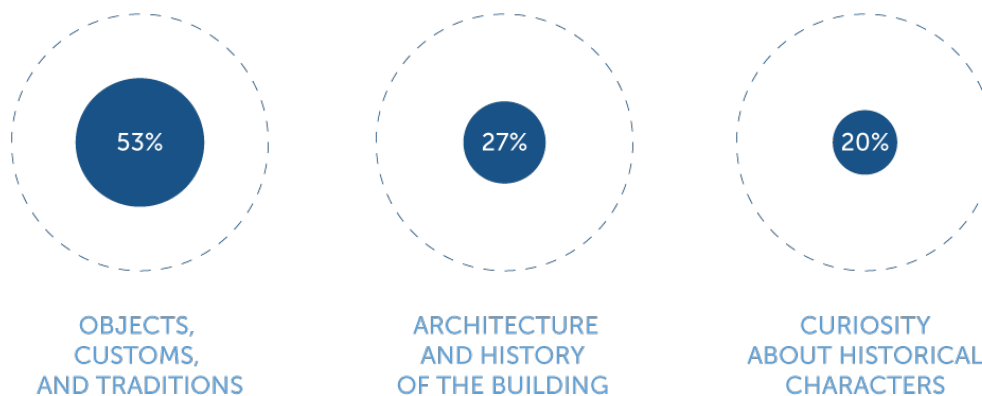 53%
OBJECTS,
CUSTOMS,
AND TRADITIONS
27%
ARCHITECTURE
AND HISTORY
OF THE BUILDING
20%
CURIOSITY
ABOUT HISTORICAL
CHARACTERS